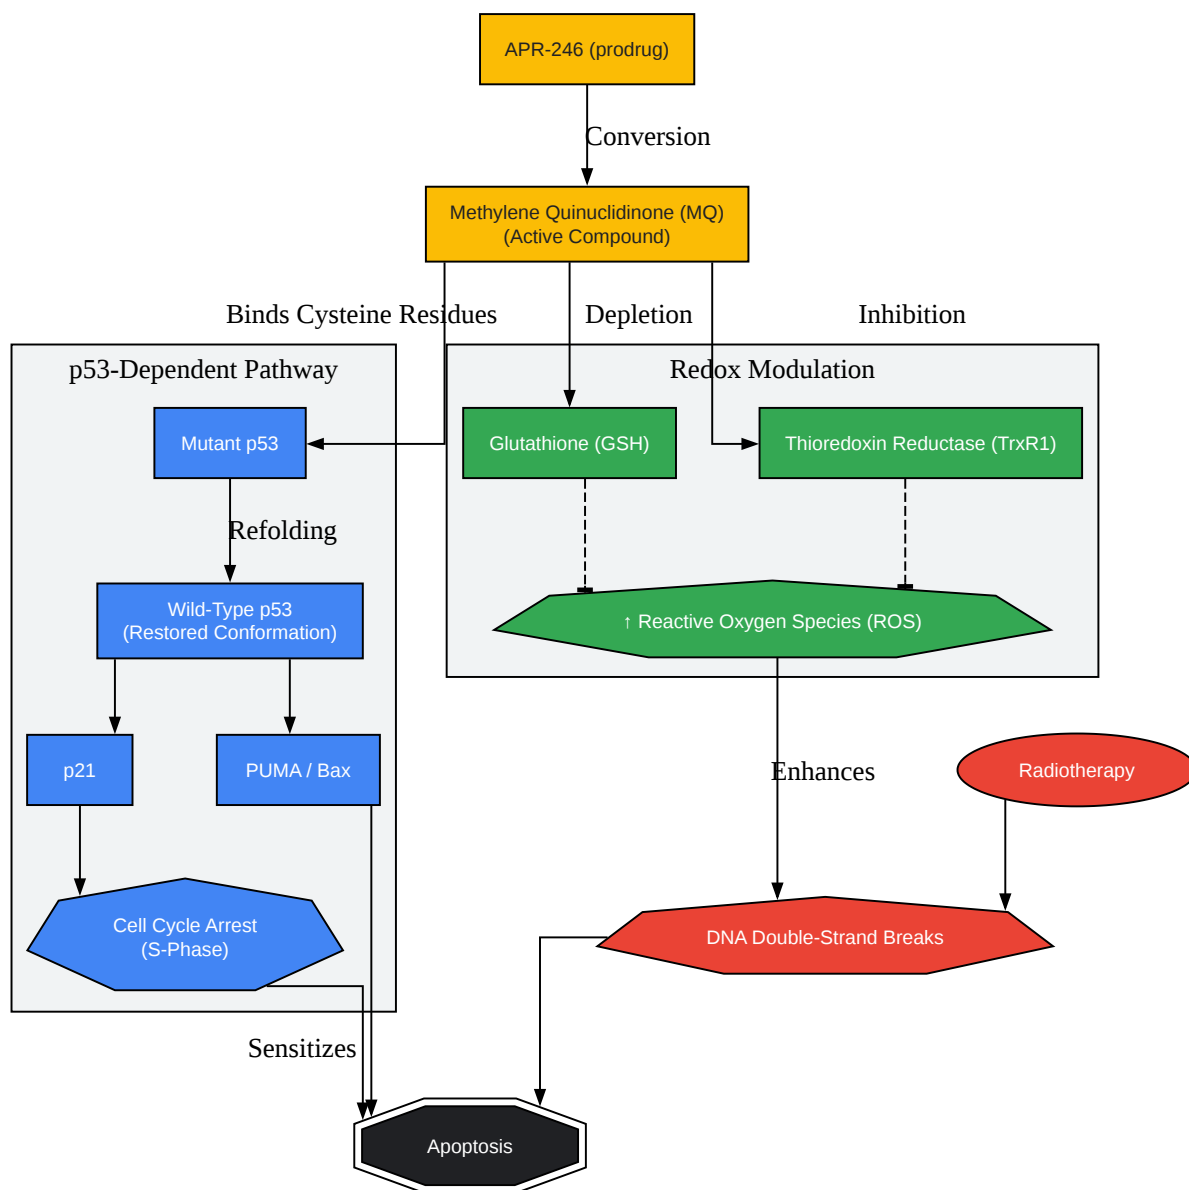 APR-246 (prodrug)
Conversion
Methylene Quinuclidinone (MQ)
(Active Compound)
Binds Cysteine Residues
Depletion
Inhibition
p53-Dependent Pathway
Redox Modulation
Mutant p53
Glutathione (GSH)
Thioredoxin Reductase (TrxR1)
Refolding
Wild-Type p53
(Restored Conformation)
↑ Reactive Oxygen Species (ROS)
p21
PUMA / Bax
Enhances
Radiotherapy
Cell Cycle Arrest
(S-Phase)
DNA Double-Strand Breaks
Sensitizes
Apoptosis